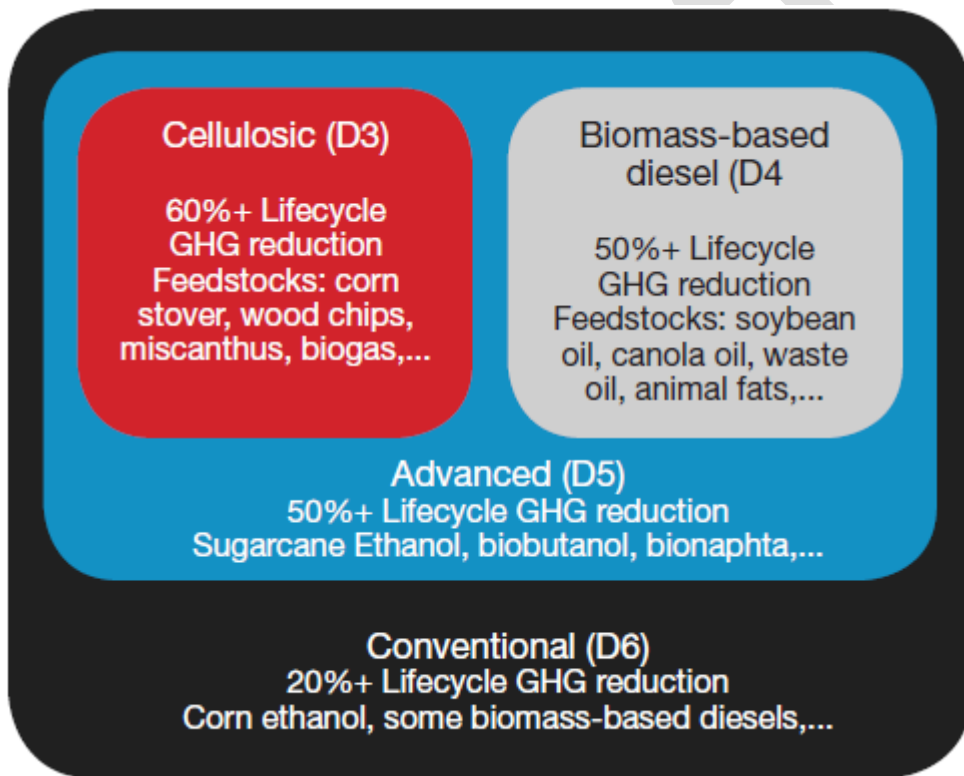 Cellulosic (D3)
60%+ Lifecycle
GHG reduction
Feedstocks: corn
stover, wood chips,
miscanthus, biogas,...
Biomass-based
diesel (D4
50%+ Lifecycle
GHG reduction
Feedstocks: soybean
oil, canola oil, waste
oil, animal fats,...
Advanced (D5)
50%+ Lifecycle GHG reduction
Sugarcane Ethanol, biobutanol, bionaphta,...
Conventional (D6)
20%+ Lifecycle GHG reduction
Corn ethanol, some biomass-based diesels,...